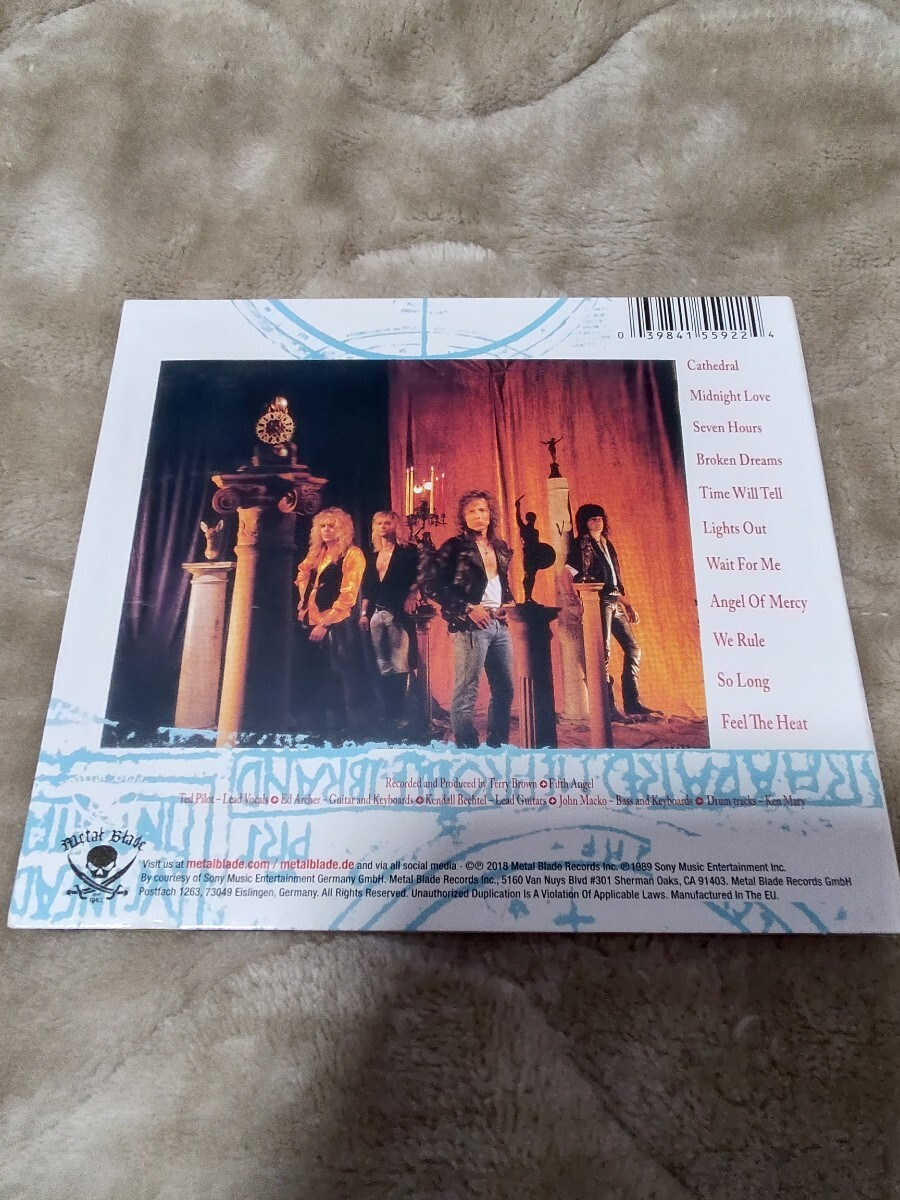 0 39841 55922 4
Cathedral
Midnight Love
Seven Hours
Broken Dreams
Time Will Tell
Lights Out
Wait For Me
Angel Of Mercy
We Rule
So Long
Feel The Heat
Recorded and Produced by Terry Brown ✪ Fifth Angel
Ted Pilot – Lead Vocals ✪ Ed Archer – Guitar and Keyboards ✪ Kendall Bechtel – Lead Guitars ✪ John Macko – Bass and Keyboards ✪ Drum tracks – Ken Mary
Metal Blade
Visit us at metalblade.com / metalblade.de and via all social media · ©℗ 2018 Metal Blade Records Inc. ℗ 1989 Sony Music Entertainment Inc.
By courtesy of Sony Music Entertainment Germany GmbH. Metal Blade Records Inc., 5160 Van Nuys Blvd #301 Sherman Oaks, CA 91403. Metal Blade Records GmbH
Postfach 1263, 73049 Eislingen, Germany. All Rights Reserved. Unauthorized Duplication Is A Violation Of Applicable Laws. Manufactured In The EU.